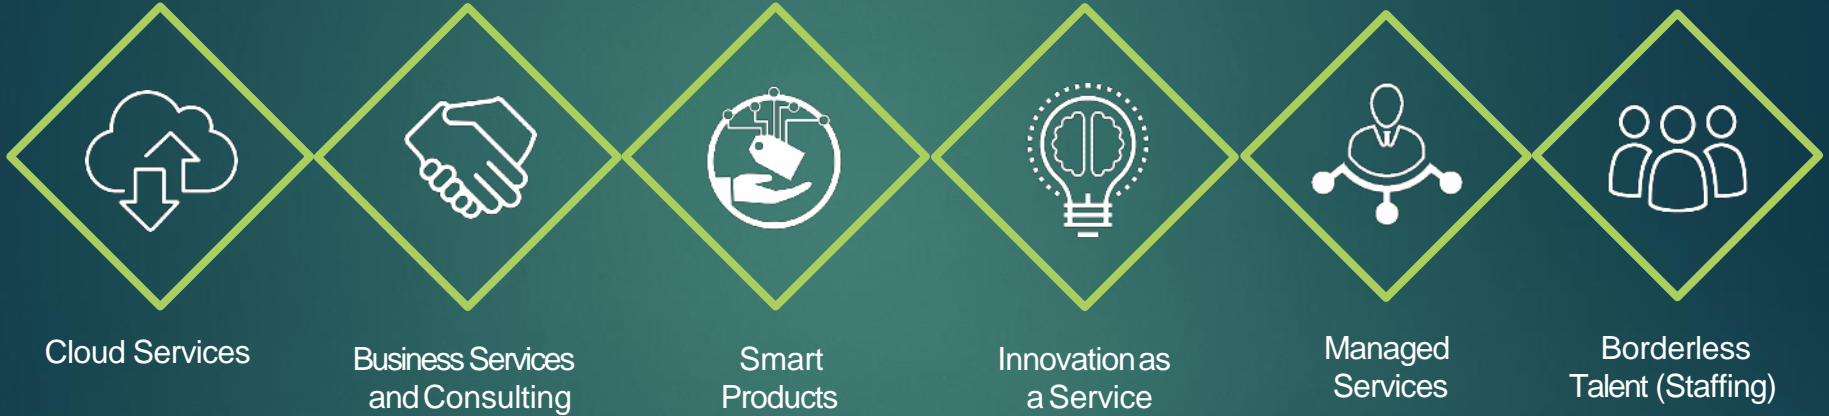 Cloud Services
Business Services
and Consulting
Smart
Products
Innovation as
a Service
Managed
Services
Borderless
Talent (Staffing)